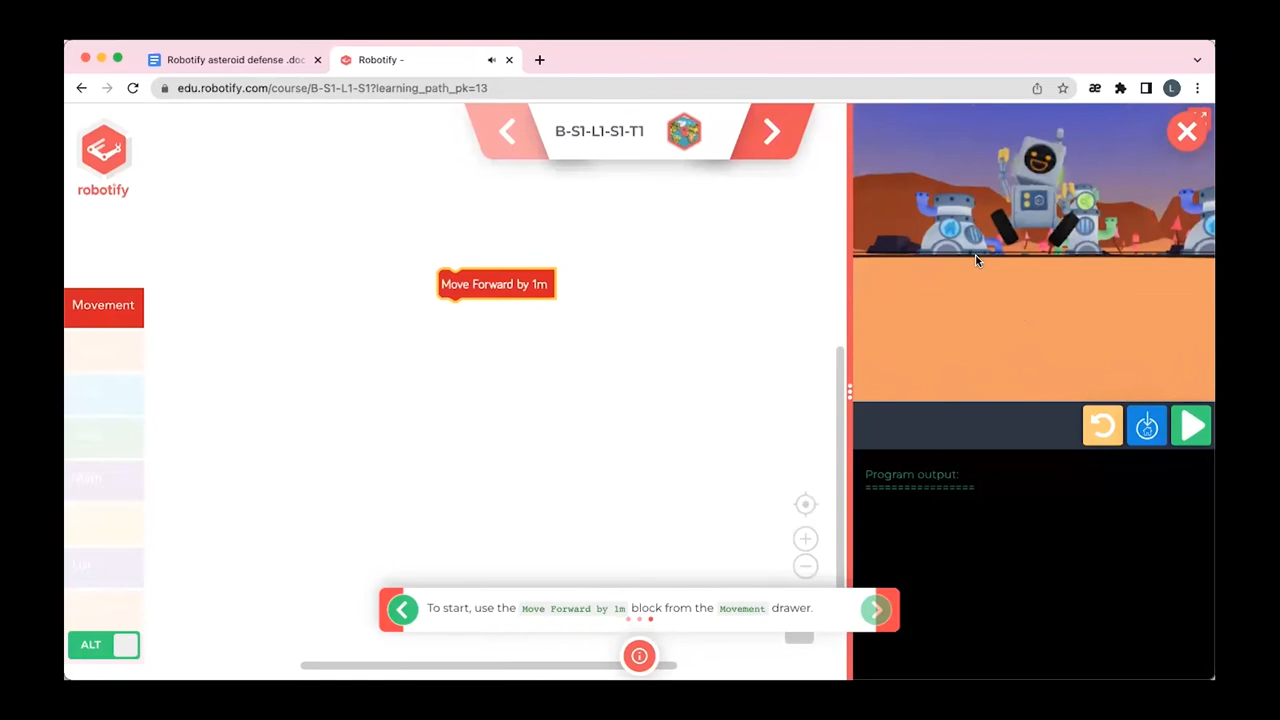 Robotify asteroid defense .doc
Robotify -
edu.robotify.com/course/B-S1-L1-S1?learning_path_pk=13
æ
L
B-S1-L1-S1-T1
robotify
Move Forward by 1m
Movement
Math
Program output:
=================
To start, use the Move Forward by 1m block from the Movement drawer.
ALT